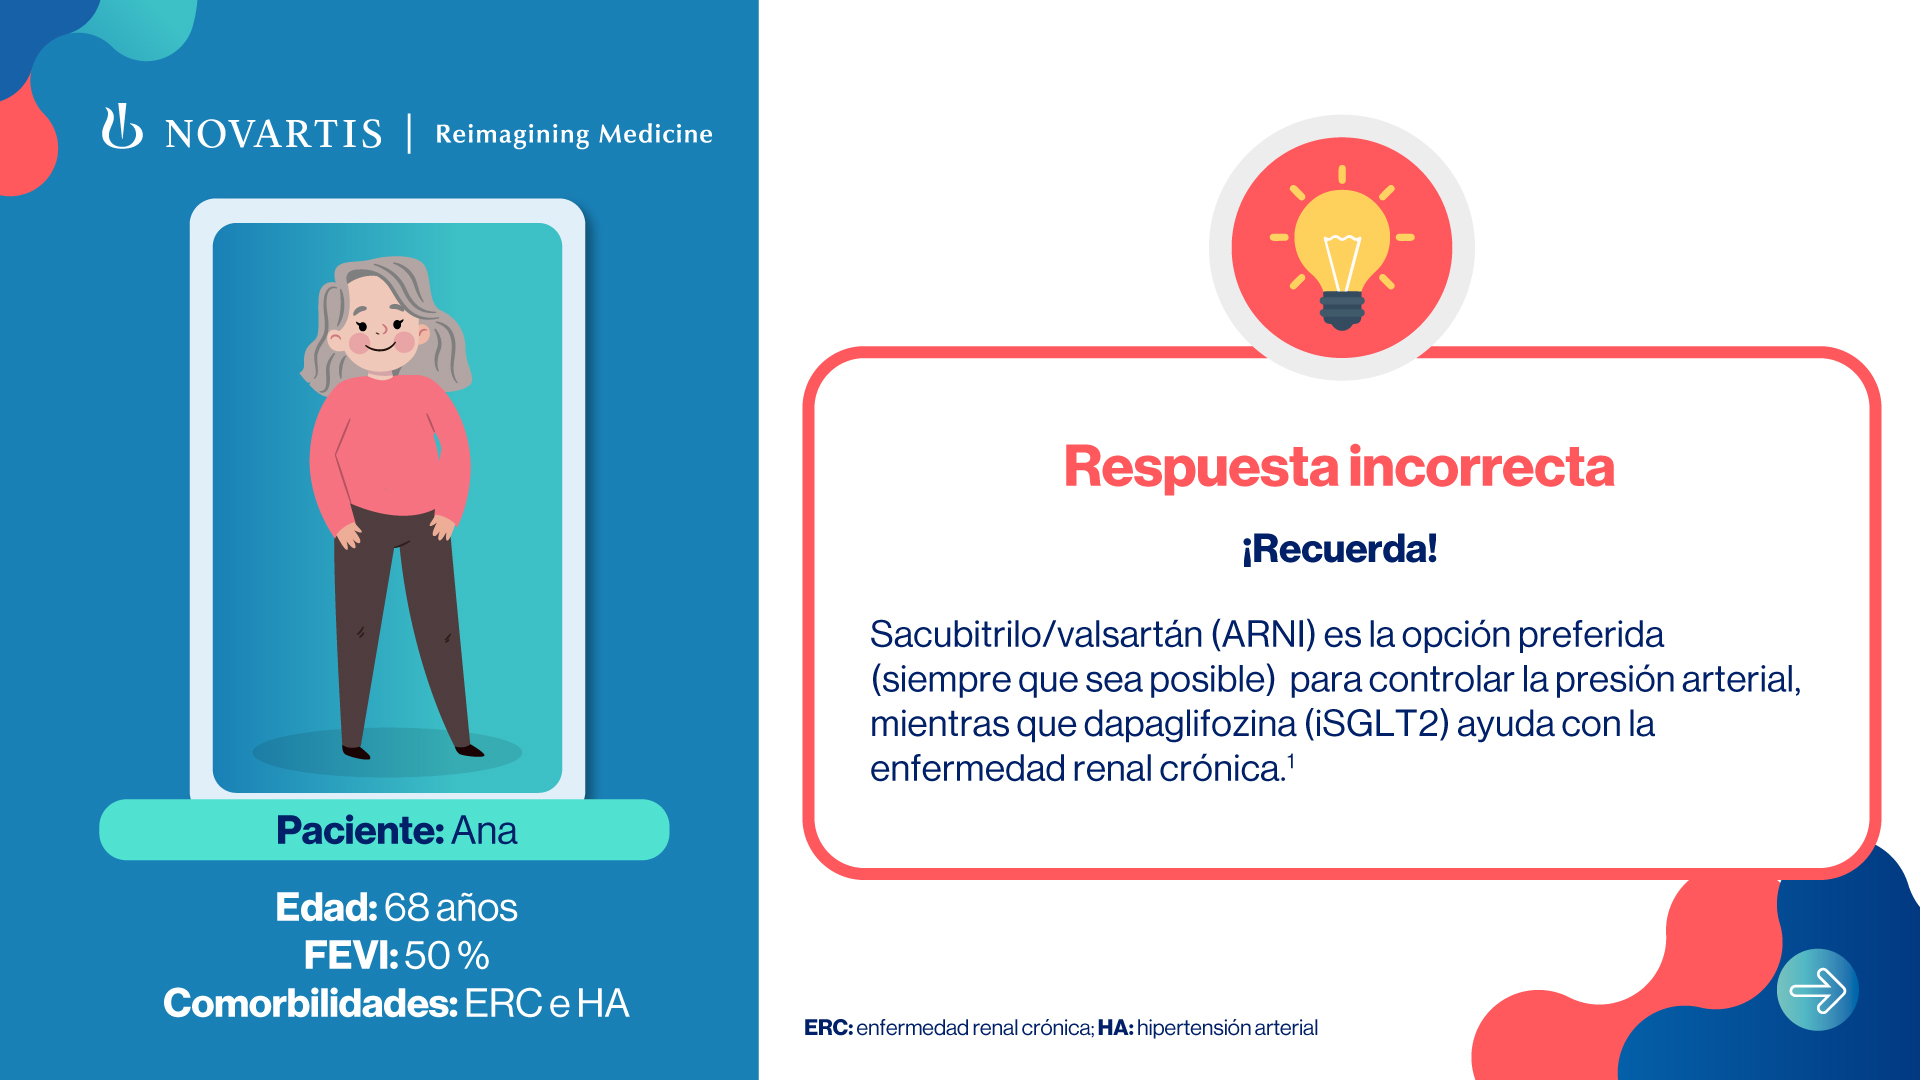 NOVARTIS | Reimagining Medicine
Paciente: Ana
Edad: 68 años
FEVI: 50 %
Comorbilidades: ERC e HA
Respuesta incorrecta
¡Recuerda!
Sacubitrilo/valsartán (ARNI) es la opción preferida
(siempre que sea posible) para controlar la presión arterial,
mientras que dapaglifozina (iSGLT2) ayuda con la
enfermedad renal crónica.¹
ERC: enfermedad renal crónica; HA: hipertensión arterial